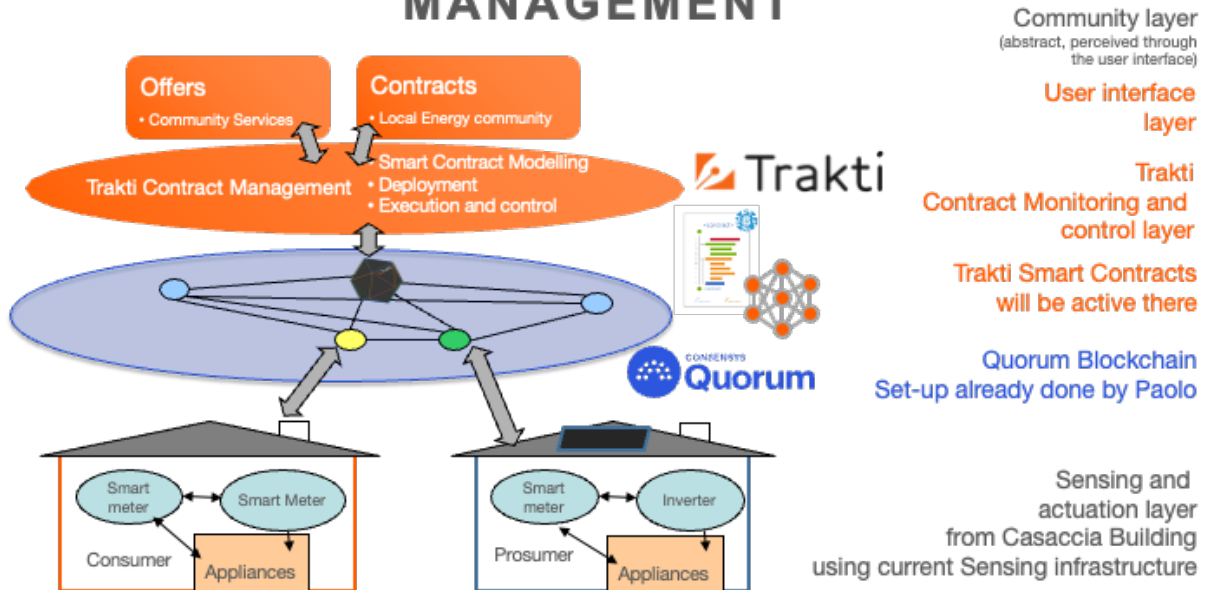 MANAGEMENT
Community layer
(abstract, perceived through
the user interface)
Offers
• Community Services
Contracts
• Local Energy community
User interface
layer
Trakti Contract Management
• Smart Contract Modelling
• Deployment
• Execution and control
Trakti
Trakti
Contract Monitoring and
control layer
Trakti Smart Contracts
will be active there
CONSENSYS
Quorum
Quorum Blockchain
Set-up already done by Paolo
Smart
meter
Smart Meter
Consumer
Appliances
Smart
meter
Inverter
Prosumer
Appliances
Sensing and
actuation layer
from Casaccia Building
using current Sensing infrastructure